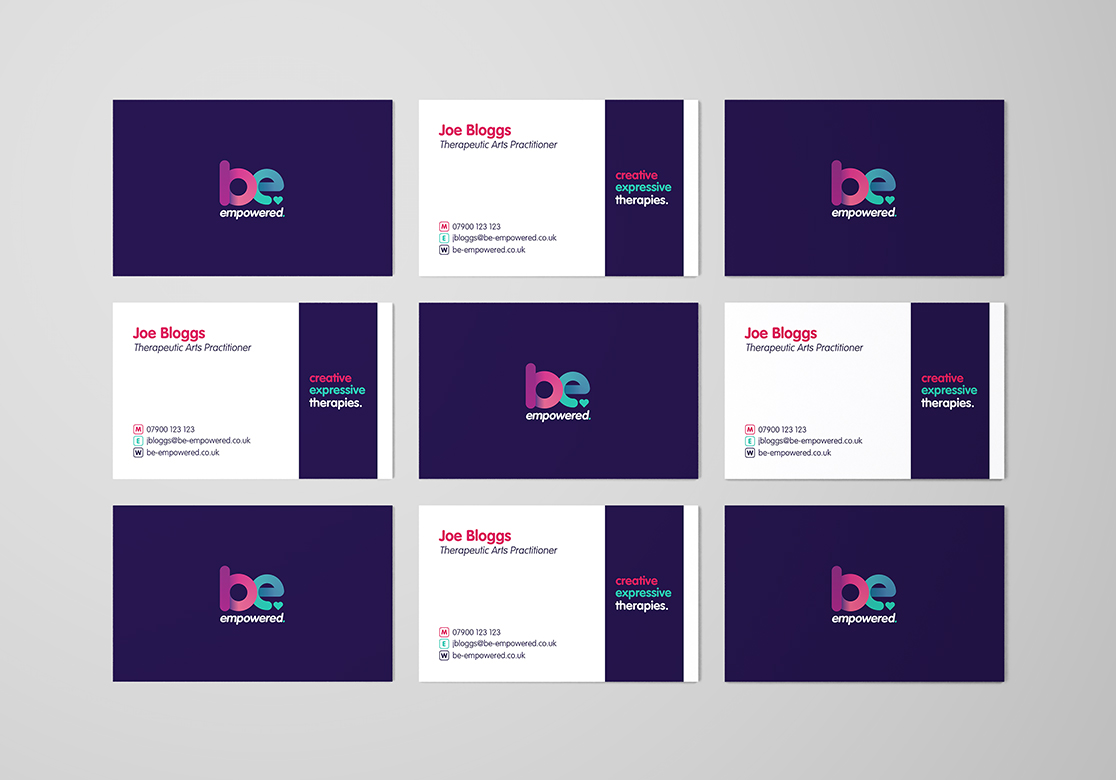 be
empowered.
Joe Bloggs
Therapeutic Arts Practitioner
creative
expressive
therapies.
M 07900 123 123
E jbloggs@be-empowered.co.uk
W be-empowered.co.uk
be
empowered.
Joe Bloggs
Therapeutic Arts Practitioner
creative
expressive
therapies.
M 07900 123 123
E jbloggs@be-empowered.co.uk
W be-empowered.co.uk
be
empowered.
Joe Bloggs
Therapeutic Arts Practitioner
creative
expressive
therapies.
M 07900 123 123
E jbloggs@be-empowered.co.uk
W be-empowered.co.uk
be
empowered.
Joe Bloggs
Therapeutic Arts Practitioner
creative
expressive
therapies.
M 07900 123 123
E jbloggs@be-empowered.co.uk
W be-empowered.co.uk
be
empowered.